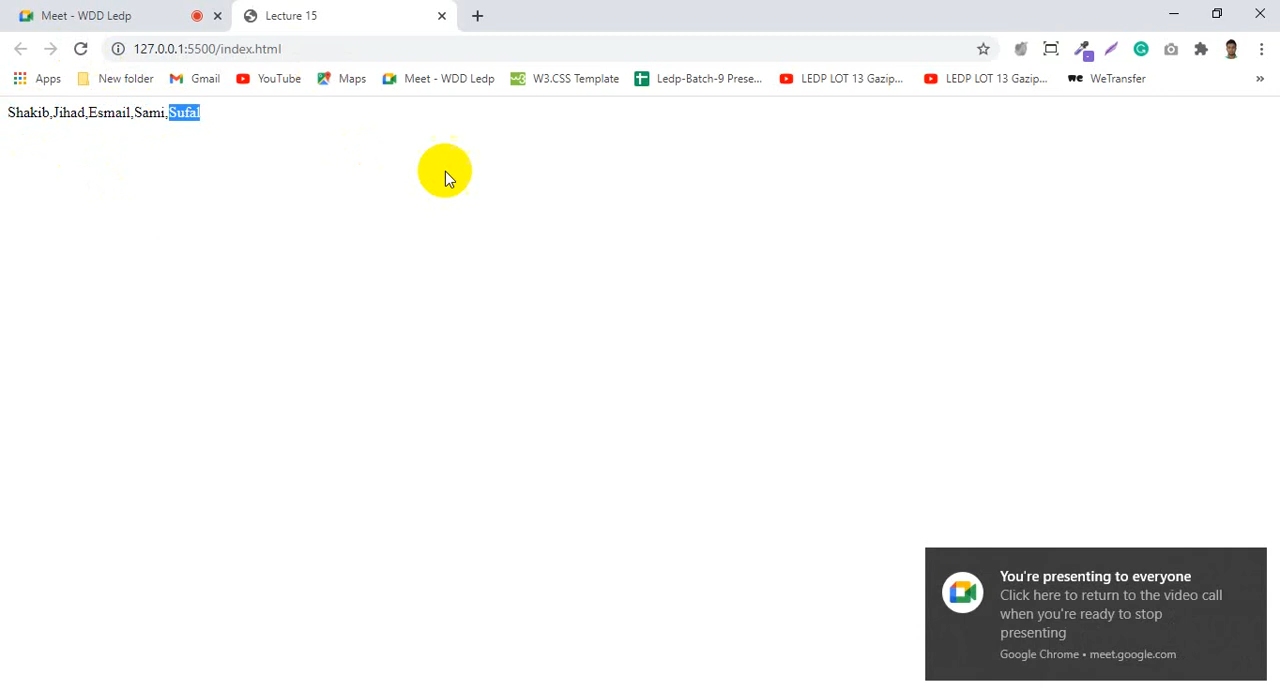 Meet - WDD Ledp
Lecture 15
127.0.0.1:5500/index.html
Apps
New folder
Gmail
YouTube
Maps
Meet - WDD Ledp
W3.CSS Template
Ledp-Batch-9 Prese...
LEDP LOT 13 Gazip...
LEDP LOT 13 Gazip...
we WeTransfer
»
Shakib,Jihad,Esmail,Sami,Sufal
You're presenting to everyone
Click here to return to the video call
when you're ready to stop
presenting
Google Chrome • meet.google.com